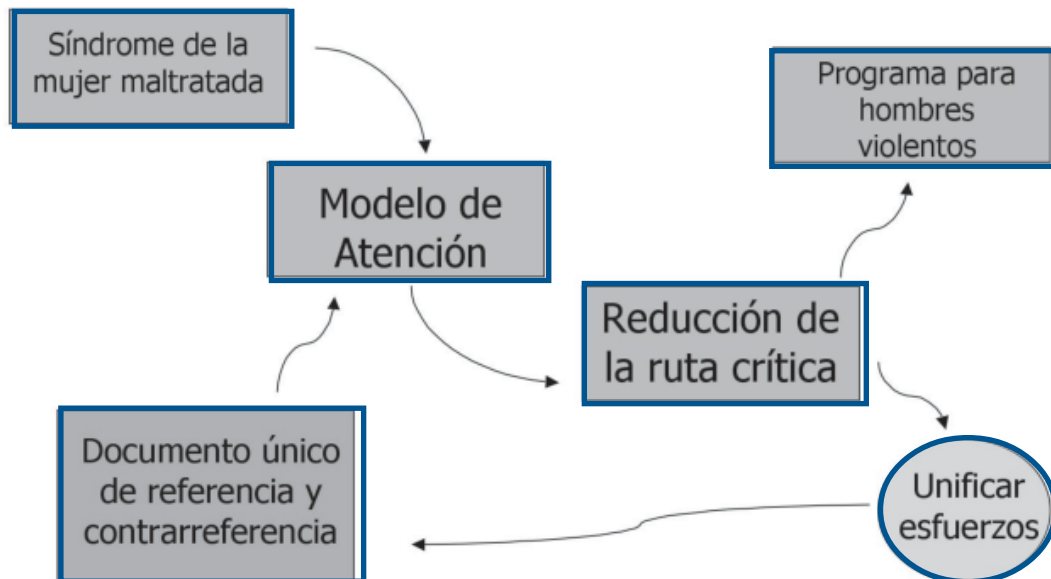 Síndrome de la
mujer maltratada
Programa para
hombres
violentos
Modelo de
Atención
Reducción de
la ruta crítica
Documento único
de referencia y
contrarreferencia
Unificar
esfuerzos